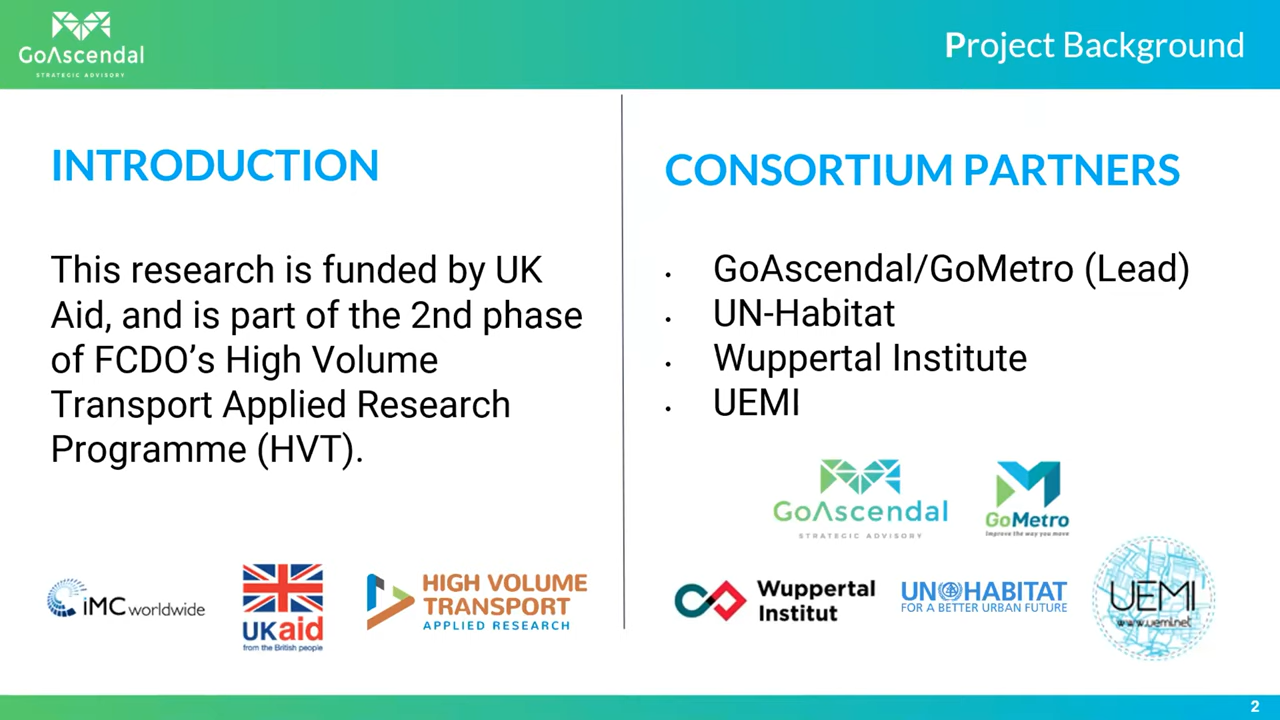 GoAscendal
STRATEGIC ADVISORY
Project Background
INTRODUCTION
This research is funded by UK
Aid, and is part of the 2nd phase
of FCDO’s High Volume
Transport Applied Research
Programme (HVT).
iMC worldwide
UKaid
from the British people
HIGH VOLUME
TRANSPORT
APPLIED RESEARCH
CONSORTIUM PARTNERS
• GoAscendal/GoMetro (Lead)
• UN-Habitat
• Wuppertal Institute
• UEMI
GoAscendal
STRATEGIC ADVISORY
GoMetro
Improve the way you move
Wuppertal
Institut
UN HABITAT
FOR A BETTER URBAN FUTURE
UEMI
www.uemi.net
2